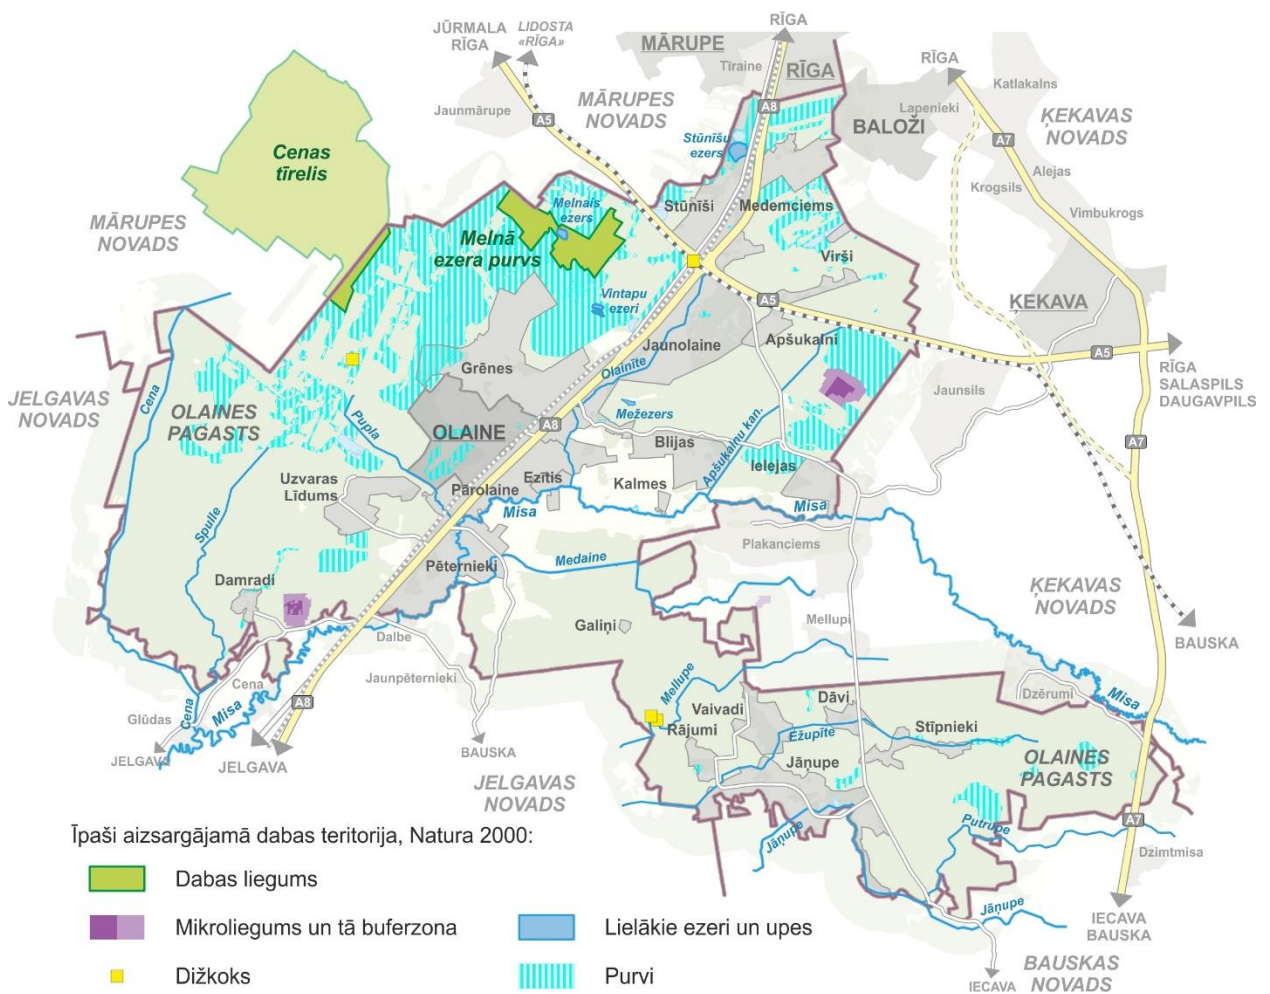 RĪGA
JŪRMALA
RĪGA
LIDOSTA
«RĪGA»
MĀRUPE
Tīraine
RĪGA
RĪGA
Katlakalns
Jaunmārupe
A5
MĀRUPES
NOVADS
A8
Lapenieki
BALOŽI
ĶEKAVAS
NOVADS
A7
Stūnīšu
ezers
Cenas
tīrelis
Alejas
Krogsils
Vimbukrogs
Stūnīši
Medemciems
Melnais
ezers
MĀRUPES
NOVADS
Melnā
ezera purvs
Virši
Vintapu
ezeri
A5
ĶEKAVA
Jaunolaine
Apšukalni
A5
RĪGA
SALASPILS
DAUGAVPILS
Grēnes
Olainīte
Jaunsils
Cena
JELGAVAS
NOVADS
OLAINES
PAGASTS
Pupla
OLAINE
A8
Mežezers
Blijas
Apšukalnu kan.
A7
Ielejas
Uzvaras
Līdums
Pārolaine
Ezītis
Kalmes
Spulle
Misa
Misa
Plakanciems
Medaine
Pēternieki
Damradi
ĶEKAVAS
NOVADS
Galiņi
Mellupi
BAUSKA
Dalbe
Jaunpēternieki
Cena
Mellupe
Vaivadi
Dāvi
Dzērumi
Misa
Glūdas
Cena
Misa
A8
Rājumi
Ežupīte
Stīpnieki
JELGAVA
JELGAVA
BAUSKA
Jāņupe
OLAINES
PAGASTS
JELGAVAS
NOVADS
Jāņupe
Putrupe
A7
Dzimtmisa
Īpaši aizsargājamā dabas teritorija, Natura 2000:
Dabas liegums
Jāņupe
IECAVA
BAUSKA
Mikroliegums un tā buferzona
Lielākie ezeri un upes
BAUSKAS
NOVADS
Dižkoks
Purvi
IECAVA